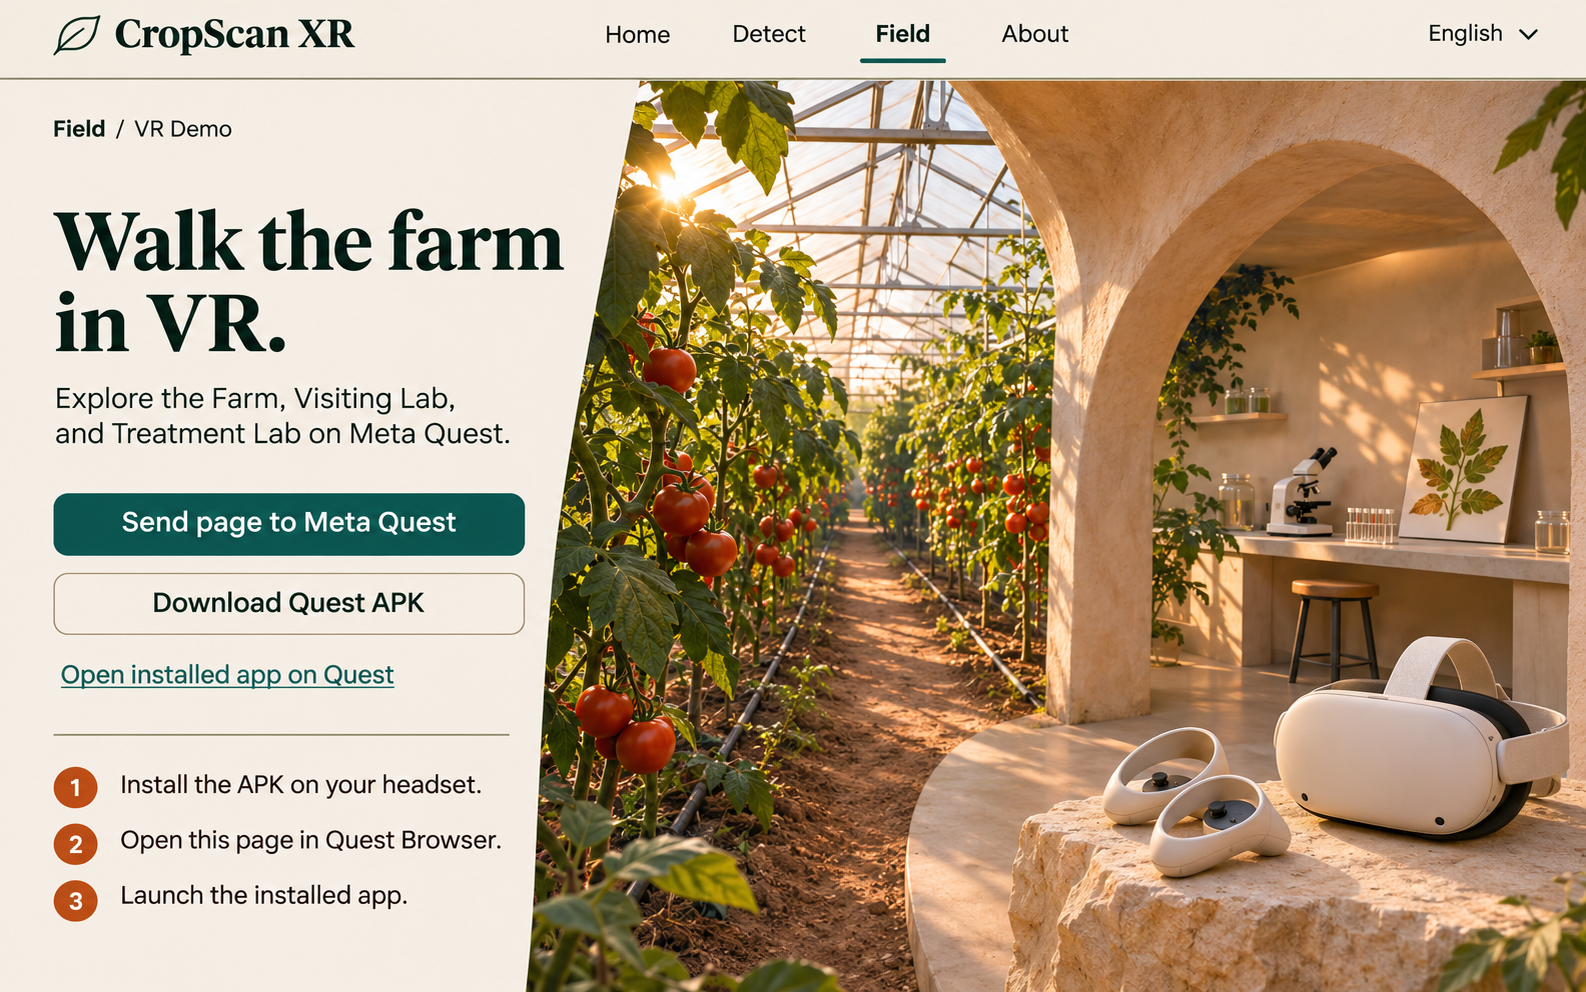 CropScan XR
Home
Detect
Field
About
English
Field / VR Demo
Walk the farm
in VR.
Explore the Farm, Visiting Lab,
and Treatment Lab on Meta Quest.
Send page to Meta Quest
Download Quest APK
Open installed app on Quest
1 Install the APK on your headset.
2 Open this page in Quest Browser.
3 Launch the installed app.